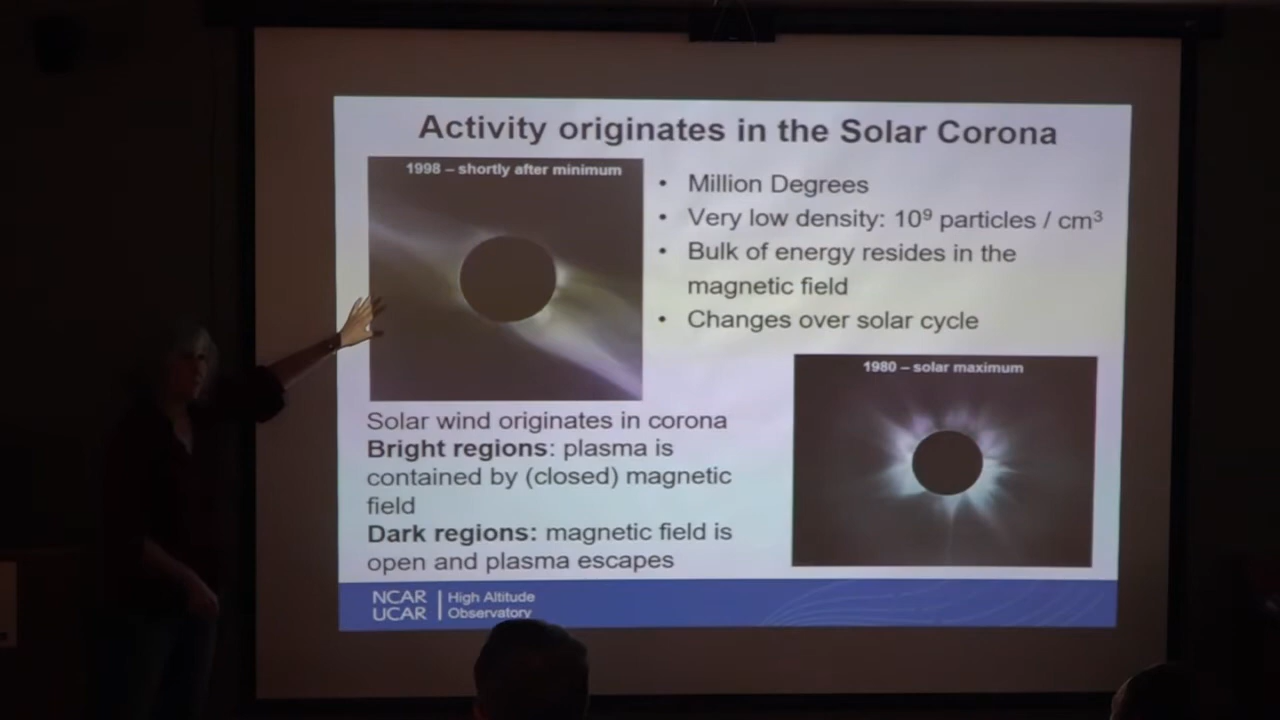 Activity originates in the Solar Corona
1998 – shortly after minimum
• Million Degrees
• Very low density: 10⁹ particles / cm³
• Bulk of energy resides in the
magnetic field
• Changes over solar cycle
1980 – solar maximum
Solar wind originates in corona
Bright regions: plasma is
contained by (closed) magnetic
field
Dark regions: magnetic field is
open and plasma escapes
NCAR
UCAR
High Altitude
Observatory